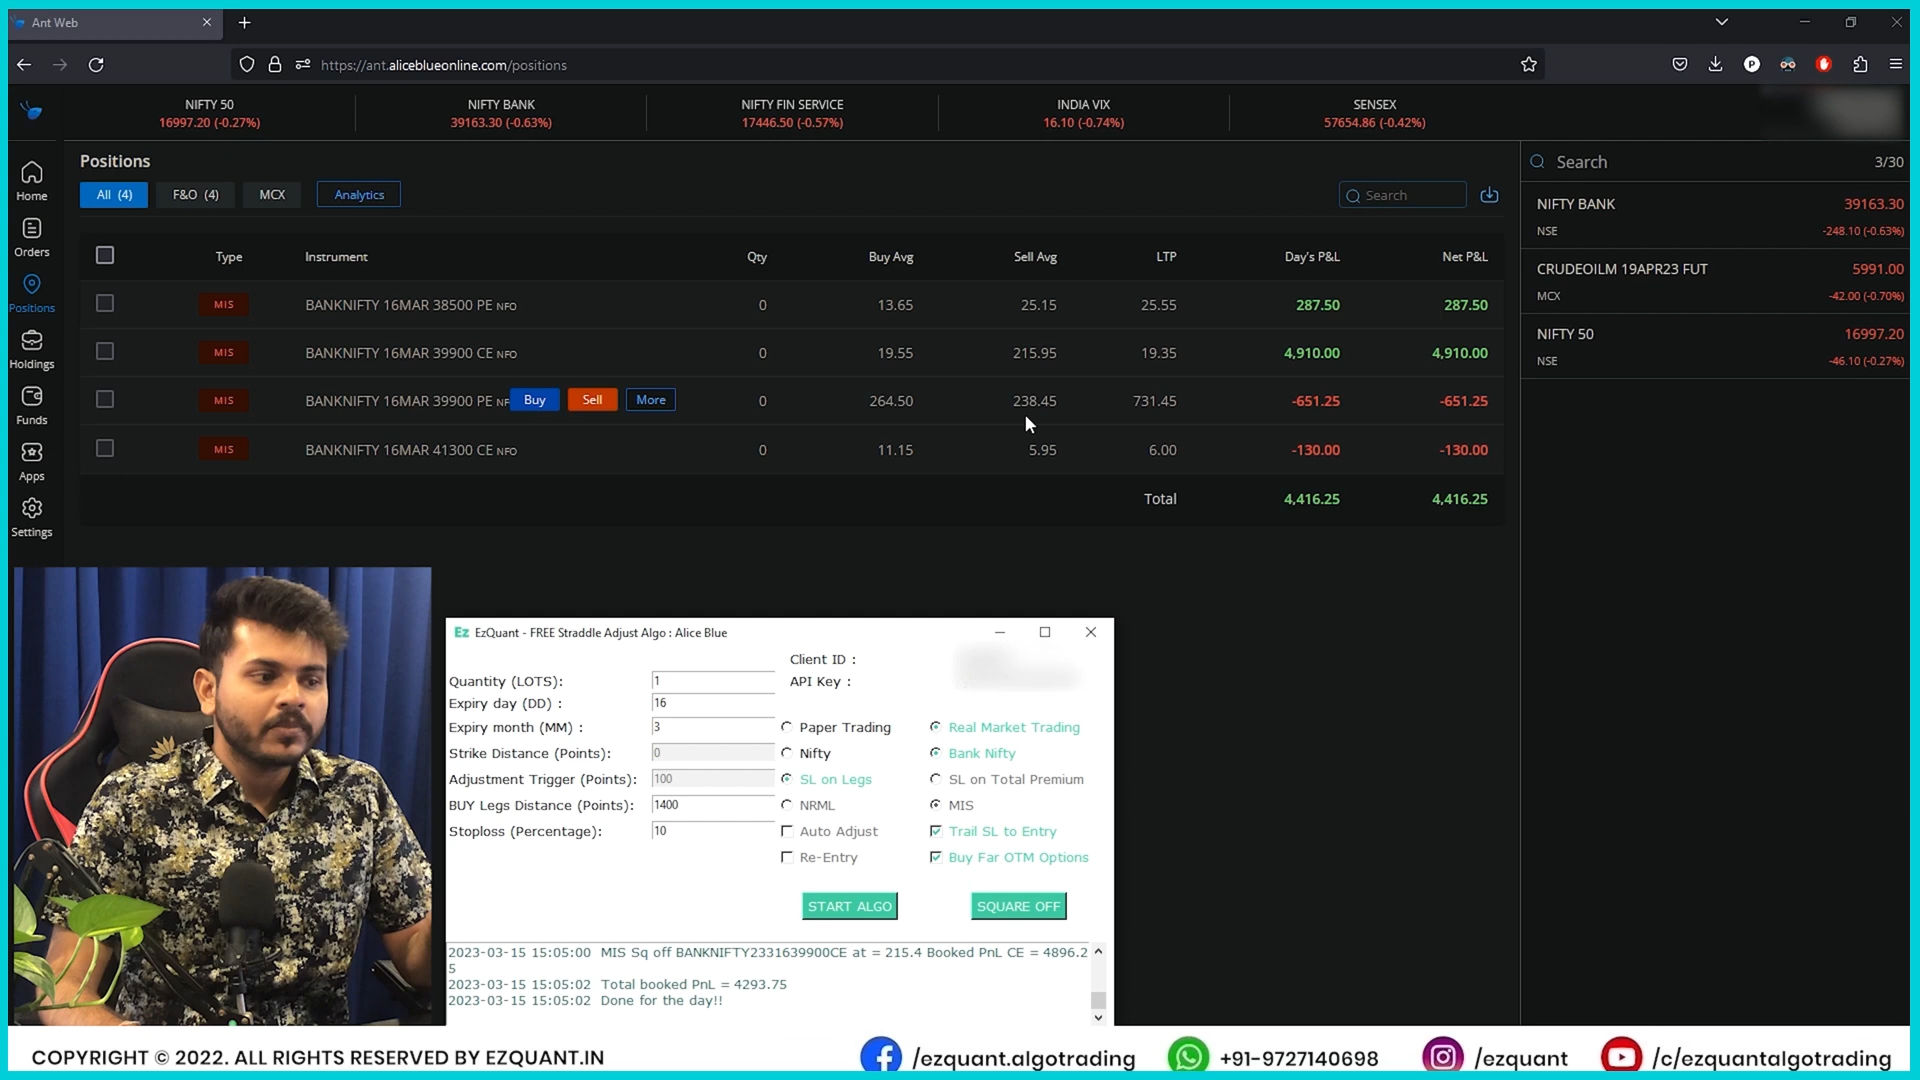 Ant Web
https://ant.aliceblueonline.com/positions
NIFTY 50
16997.20 (-0.27%)
NIFTY BANK
39163.30 (-0.63%)
NIFTY FIN SERVICE
17446.50 (-0.57%)
INDIA VIX
16.10 (-0.74%)
SENSEX
57654.86 (-0.42%)
Home
Orders
Positions
Holdings
Funds
Apps
Settings
Positions
All (4) F&O (4) MCX Analytics Search
Type Instrument Qty Buy Avg Sell Avg LTP Day's P&L Net P&L
MIS BANKNIFTY 16MAR 38500 PE NFO 0 13.65 25.15 25.55 287.50 287.50
MIS BANKNIFTY 16MAR 39900 CE NFO 0 19.55 215.95 19.35 4,910.00 4,910.00
MIS BANKNIFTY 16MAR 39900 PE NF Buy Sell More 0 264.50 238.45 731.45 -651.25 -651.25
MIS BANKNIFTY 16MAR 41300 CE NFO 0 11.15 5.95 6.00 -130.00 -130.00
Total 4,416.25 4,416.25
Search 3/30
NIFTY BANK 39163.30
NSE -248.10 (-0.63%)
CRUDEOILM 19APR23 FUT 5991.00
MCX -42.00 (-0.70%)
NIFTY 50 16997.20
NSE -46.10 (-0.27%)
Ez EzQuant - FREE Straddle Adjust Algo : Alice Blue
Client ID :
Quantity (LOTS): 1 API Key :
Expiry day (DD) : 16
Expiry month (MM) : 3 Paper Trading Real Market Trading
Strike Distance (Points): 0 Nifty Bank Nifty
Adjustment Trigger (Points): 100 SL on Legs SL on Total Premium
BUY Legs Distance (Points): 1400 NRML MIS
Stoploss (Percentage): 10 Auto Adjust Trail SL to Entry
Re-Entry Buy Far OTM Options
START ALGO SQUARE OFF
2023-03-15 15:05:00 MIS Sq off BANKNIFTY2331639900CE at = 215.4 Booked PnL CE = 4896.2
5
2023-03-15 15:05:02 Total booked PnL = 4293.75
2023-03-15 15:05:02 Done for the day!!
COPYRIGHT © 2022. ALL RIGHTS RESERVED BY EZQUANT.IN /ezquant.algotrading +91-9727140698 /ezquant /c/ezquantalgotrading